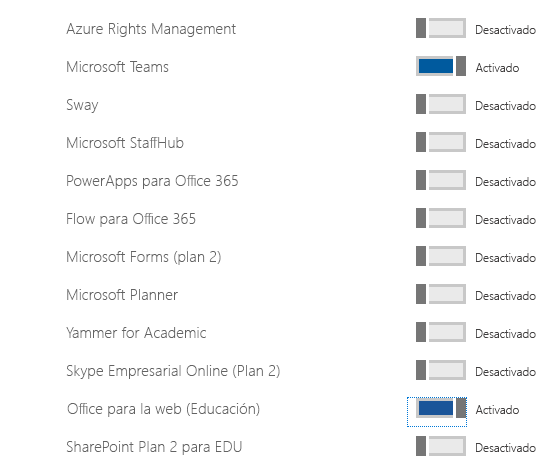 Azure Rights Management Desactivado
Microsoft Teams Activado
Sway Desactivado
Microsoft StaffHub Desactivado
PowerApps para Office 365 Desactivado
Flow para Office 365 Desactivado
Microsoft Forms (plan 2) Desactivado
Microsoft Planner Desactivado
Yammer for Academic Desactivado
Skype Empresarial Online (Plan 2) Desactivado
Office para la web (Educación) Activado
SharePoint Plan 2 para EDU Desactivado